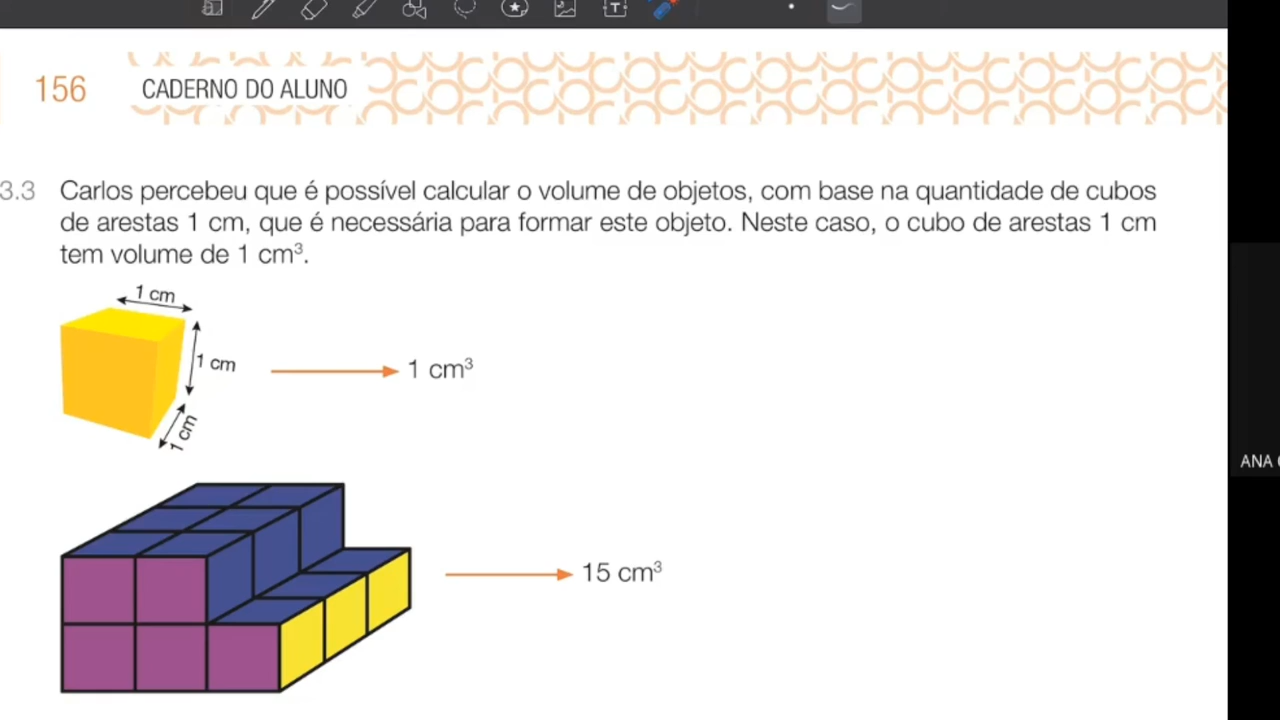 156 CADERNO DO ALUNO
3.3 Carlos percebeu que é possível calcular o volume de objetos, com base na quantidade de cubos
de arestas 1 cm, que é necessária para formar este objeto. Neste caso, o cubo de arestas 1 cm
tem volume de 1 cm³.
1 cm
1 cm
1 cm³
1 cm
ANA
15 cm³